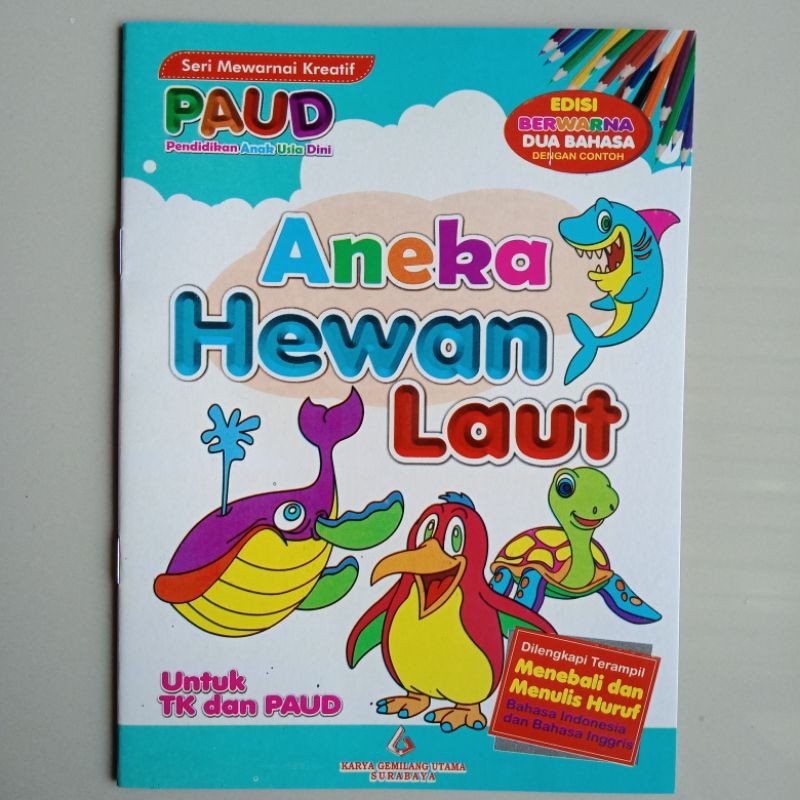 Seri Mewarnai Kreatif
PAUD
Pendidikan Anak Usia Dini
EDISI
BERWARNA
DUA BAHASA
DENGAN CONTOH
Aneka
Hewan
Laut
Untuk
TK dan PAUD
Dilengkapi Terampil
Menebali dan
Menulis Huruf
Bahasa Indonesia
dan Bahasa Inggris
KARYA GEMILANG UTAMA
SURABAYA